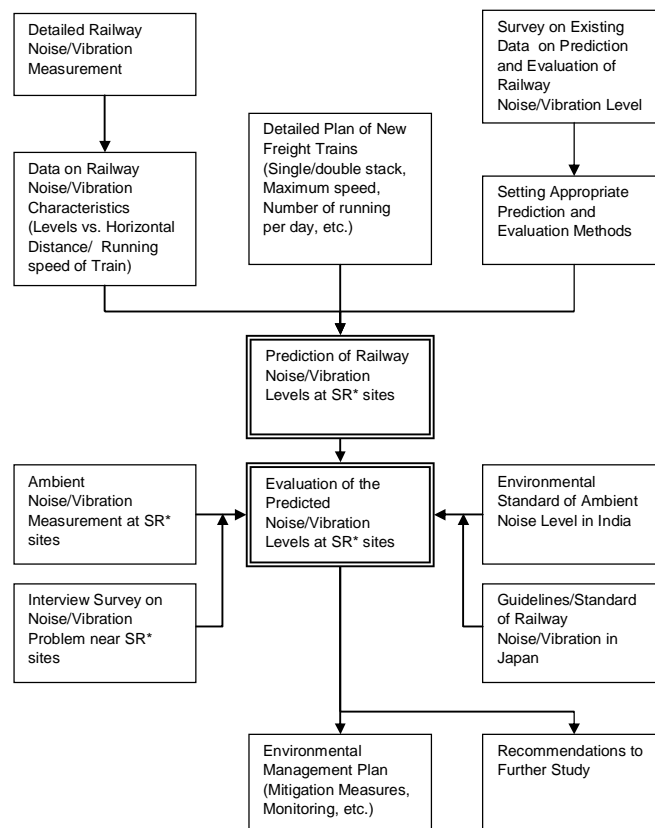 Detailed Railway
Noise/Vibration
Measurement
Survey on Existing
Data on Prediction
and Evaluation of
Railway
Noise/Vibration Level
Detailed Plan of New
Freight Trains
(Single/double stack,
Maximum speed,
Number of running
per day, etc.)
Data on Railway
Noise/Vibration
Characteristics
(Levels vs. Horizontal
Distance/ Running
speed of Train)
Setting Appropriate
Prediction and
Evaluation Methods
Prediction of Railway
Noise/Vibration
Levels at SR* sites
Ambient
Noise/Vibration
Measurement at SR*
sites
Evaluation of the
Predicted
Noise/Vibration
Levels at SR* sites
Environmental
Standard of Ambient
Noise Level in India
Interview Survey on
Noise/Vibration
Problem near SR*
sites
Guidelines/Standard
of Railway
Noise/Vibration in
Japan
Environmental
Management Plan
(Mitigation Measures,
Monitoring, etc.)
Recommendations to
Further Study